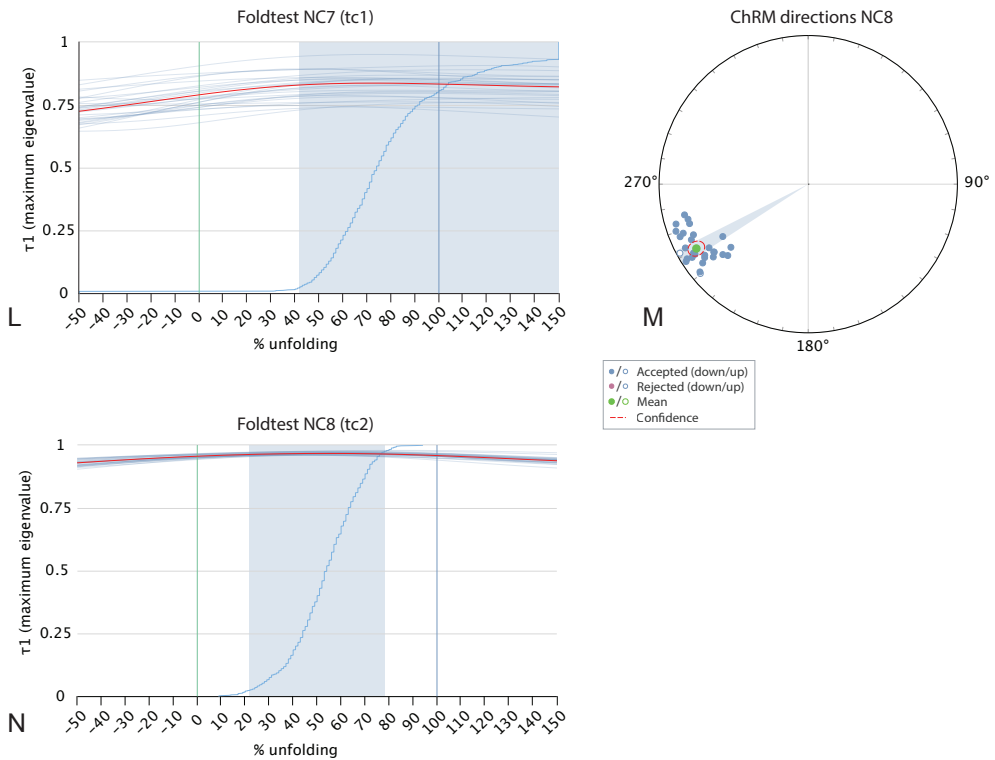 Foldtest NC7 (tc1)
τ1 (maximum eigenvalue)
1
0.75
0.5
0.25
0
-50 -40 -30 -20 -10 0 10 20 30 40 50 60 70 80 90 100 110 120 130 140 150
% unfolding
L
ChRM directions NC8
270°
90°
180°
M
Accepted (down/up)
Rejected (down/up)
Mean
Confidence
Foldtest NC8 (tc2)
τ1 (maximum eigenvalue)
1
0.75
0.5
0.25
0
-50 -40 -30 -20 -10 0 10 20 30 40 50 60 70 80 90 100 110 120 130 140 150
% unfolding
N